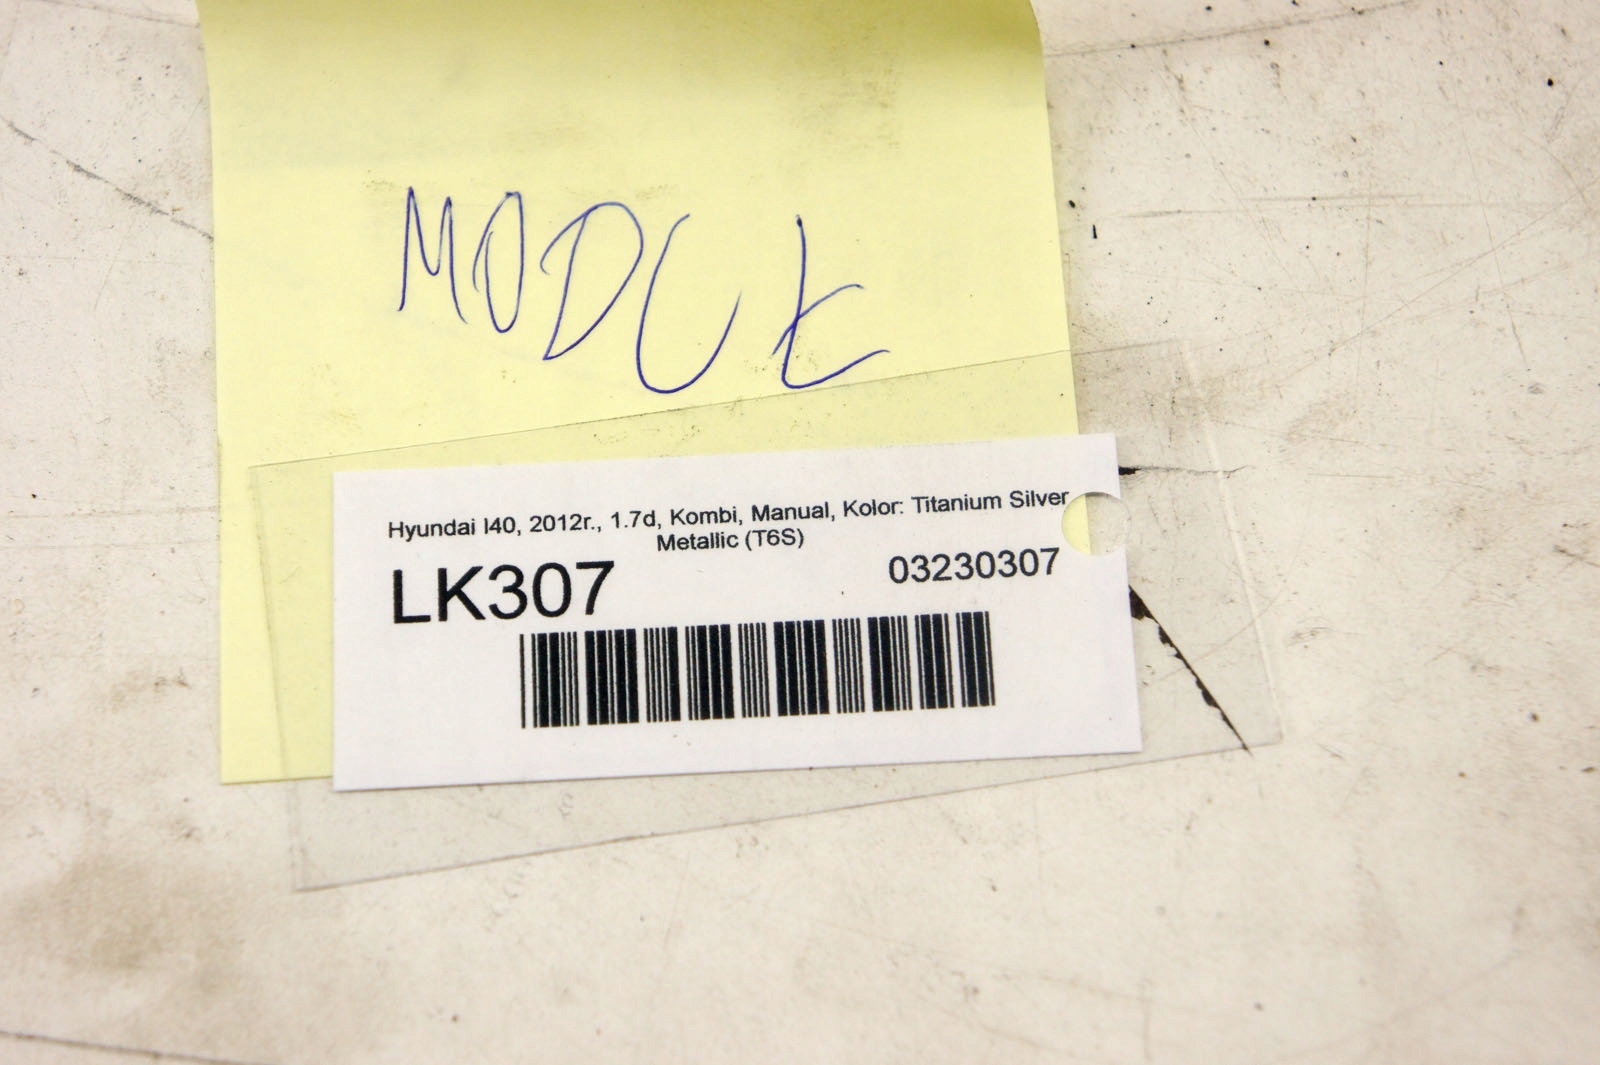 MODUŁ
Hyundai I40, 2012r., 1.7d, Kombi, Manual, Kolor: Titanium Silver
Metallic (T6S)
LK307
03230307